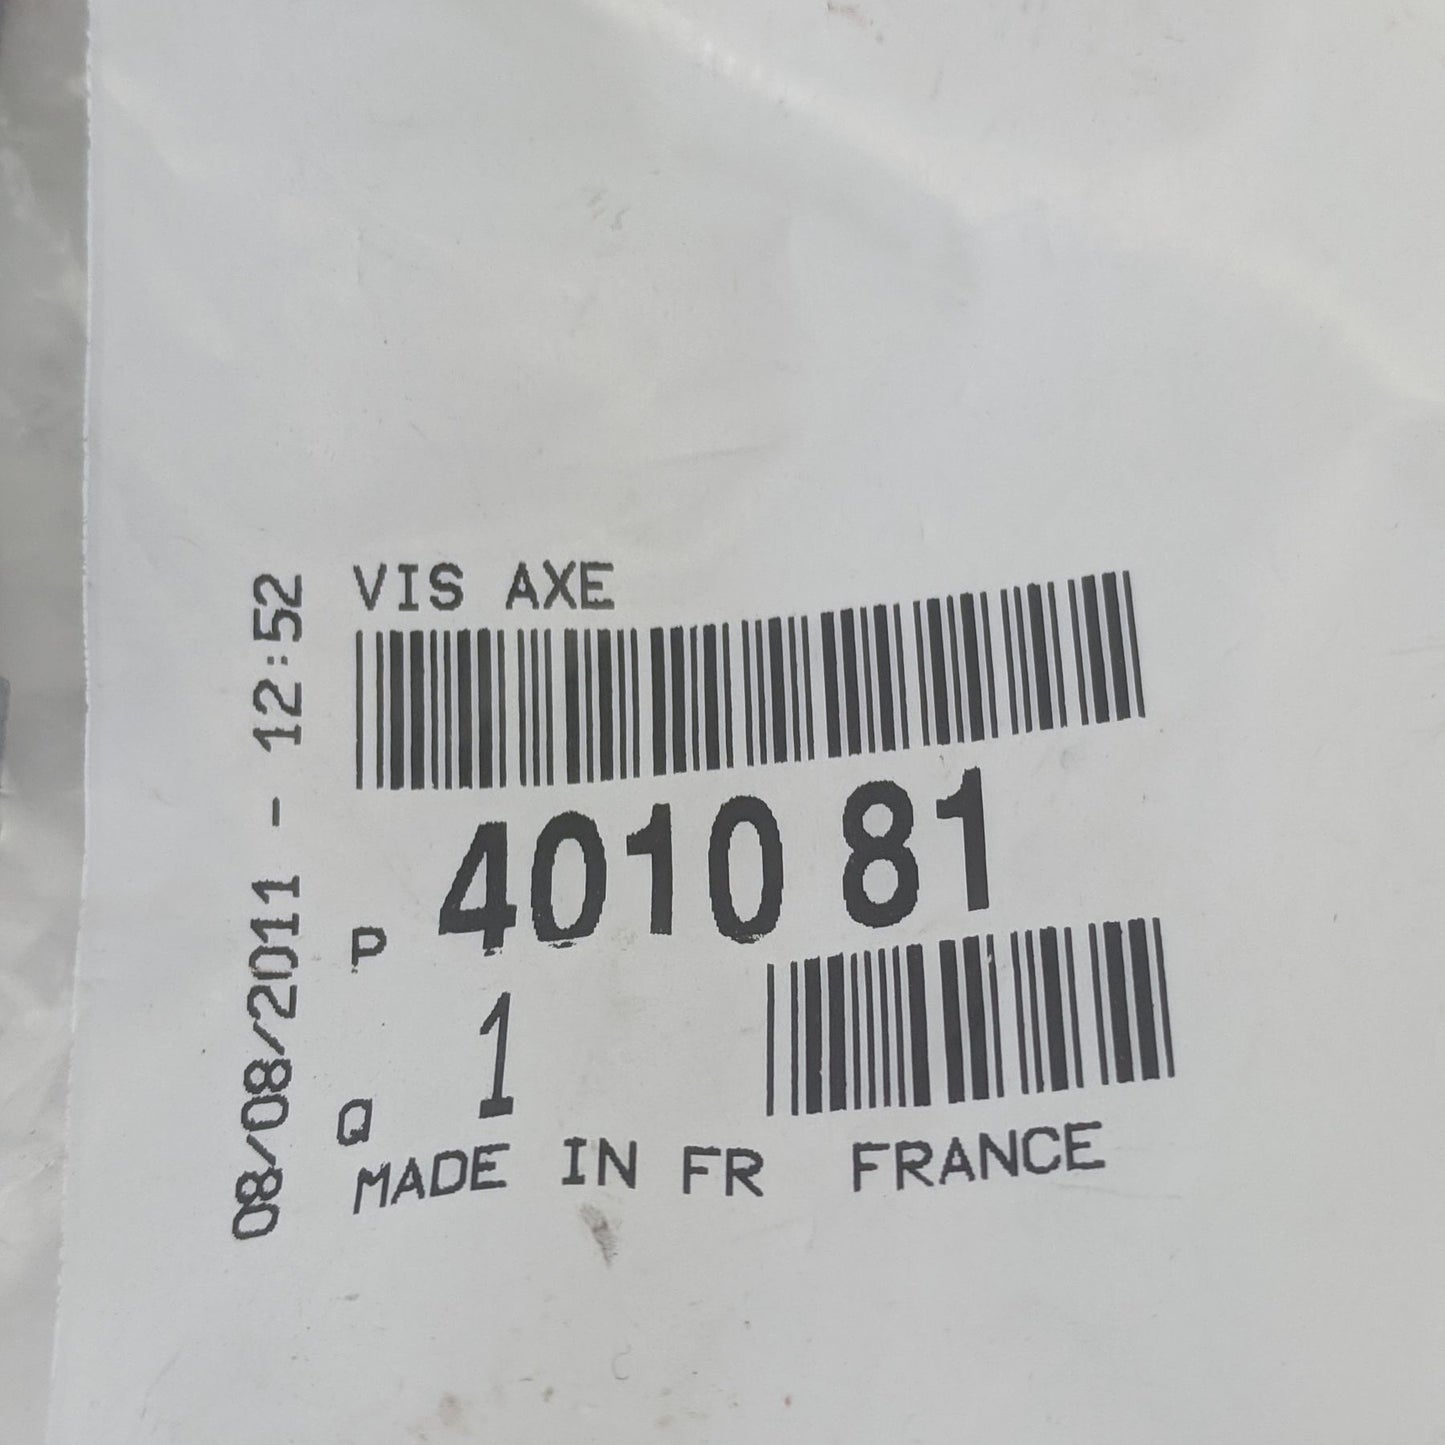 VIS AXE
P 4010 81
Q 1
MADE IN FR FRANCE
08/08/2011 - 12:52